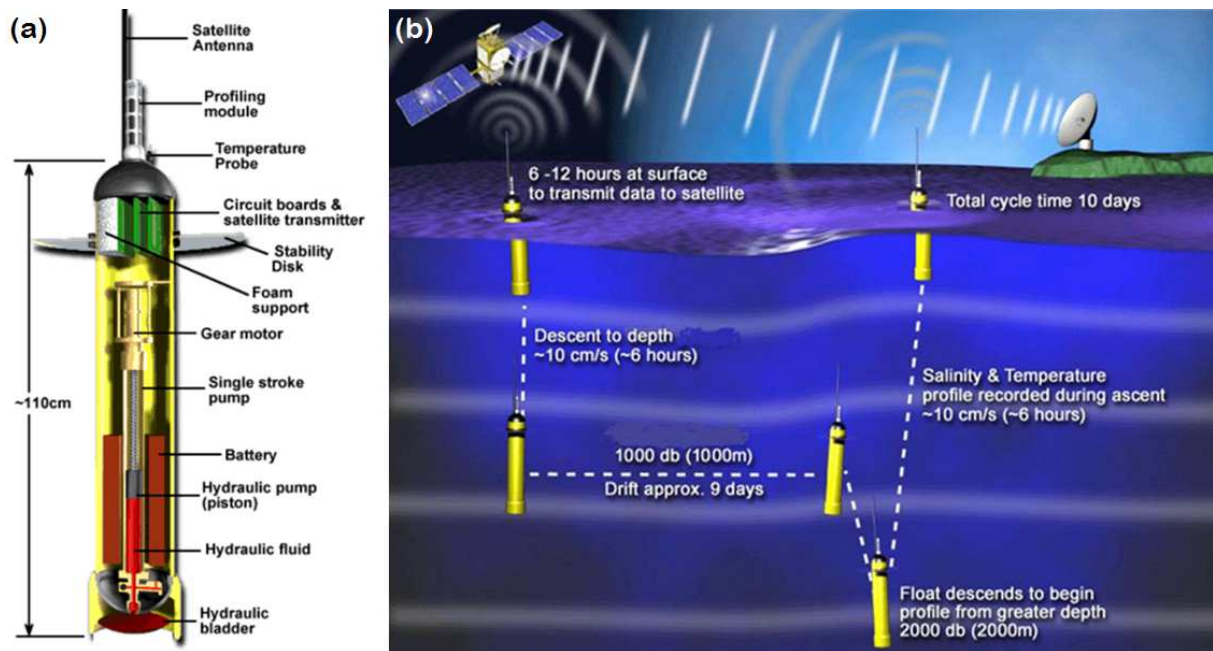 (a)
Satellite
Antenna
Profiling
module
Temperature
Probe
Circuit boards &
satellite transmitter
Stability
Disk
Foam
support
Gear motor
Single stroke
pump
~110cm
Battery
Hydraulic pump
(piston)
Hydraulic fluid
Hydraulic
bladder
(b)
6 -12 hours at surface
to transmit data to satellite
Total cycle time 10 days
Descent to depth
~10 cm/s (~6 hours)
Salinity & Temperature
profile recorded during ascent
~10 cm/s (~6 hours)
1000 db (1000m)
Drift approx. 9 days
Float descends to begin
profile from greater depth
2000 db (2000m)